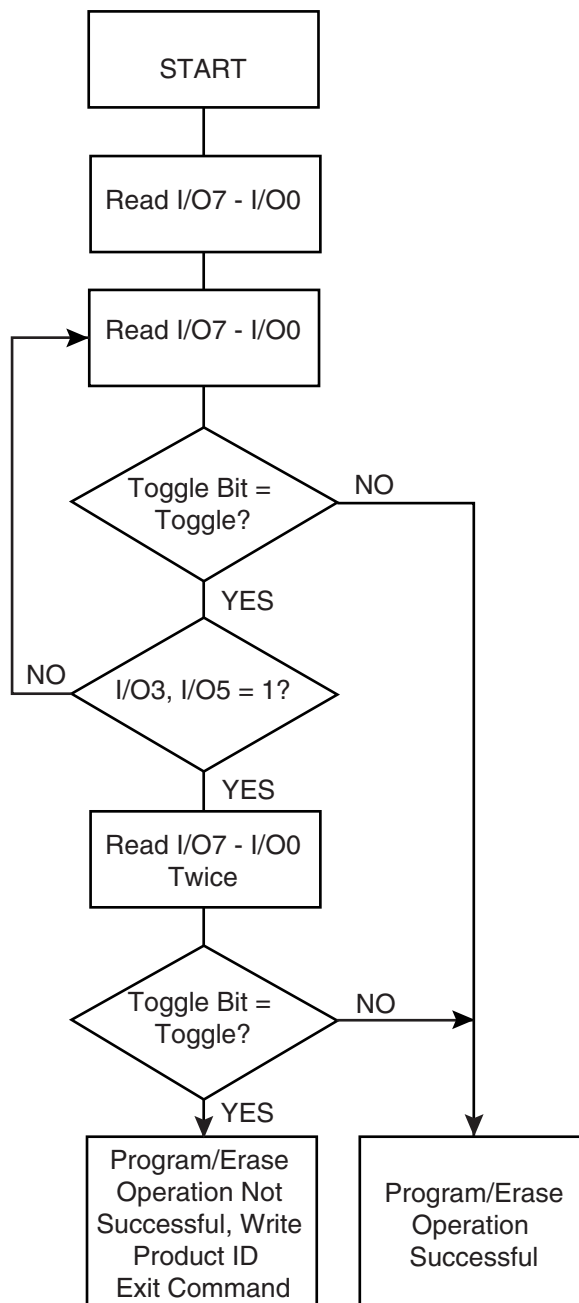 START
Read I/O7 - I/O0
Read I/O7 - I/O0
Toggle Bit =
Toggle?
NO
YES
NO
I/O3, I/O5 = 1?
YES
Read I/O7 - I/O0
Twice
Toggle Bit =
Toggle?
NO
YES
Program/Erase
Operation Not
Successful, Write
Product ID
Exit Command
Program/Erase
Operation
Successful